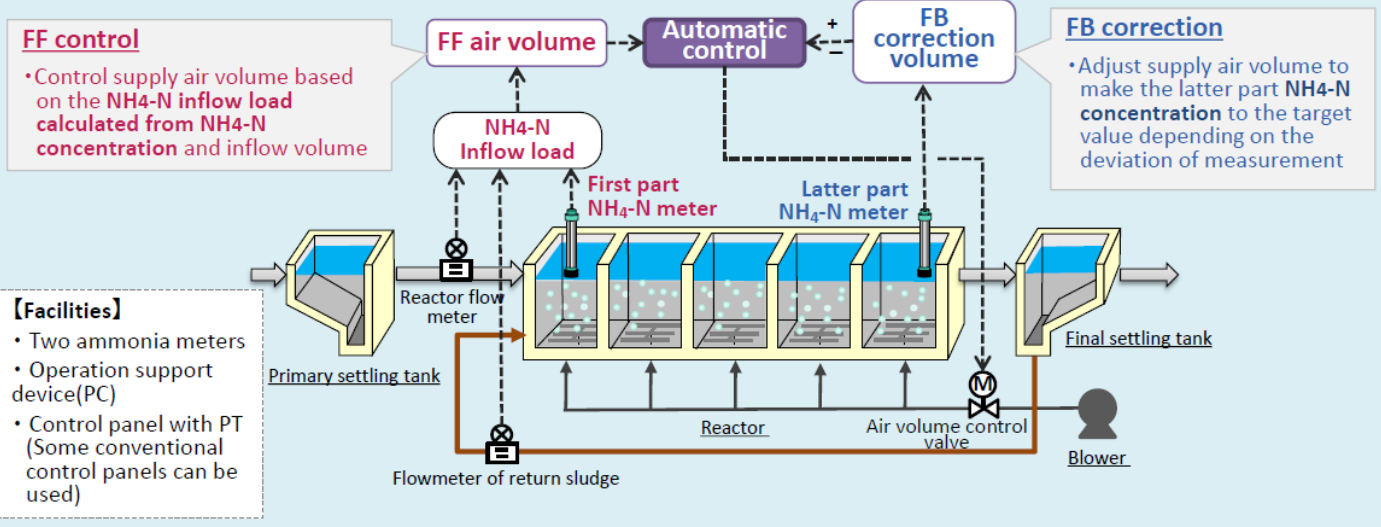 FF control
・Control supply air volume based
on the NH4-N inflow load
calculated from NH4-N
concentration and inflow volume
FF air volume
Automatic
control
+
−
FB
correction
volume
FB correction
・Adjust supply air volume to
make the latter part NH4-N
concentration to the target
value depending on the
deviation of measurement
NH4-N
Inflow load
First part
NH₄-N meter
Latter part
NH₄-N meter
Reactor flow
meter
【Facilities】
・Two ammonia meters
・Operation support
device(PC)
・Control panel with PT
(Some conventional
control panels can be
used)
Primary settling tank
Final settling tank
M
Reactor
Air volume control
valve
Blower
Flowmeter of return sludge